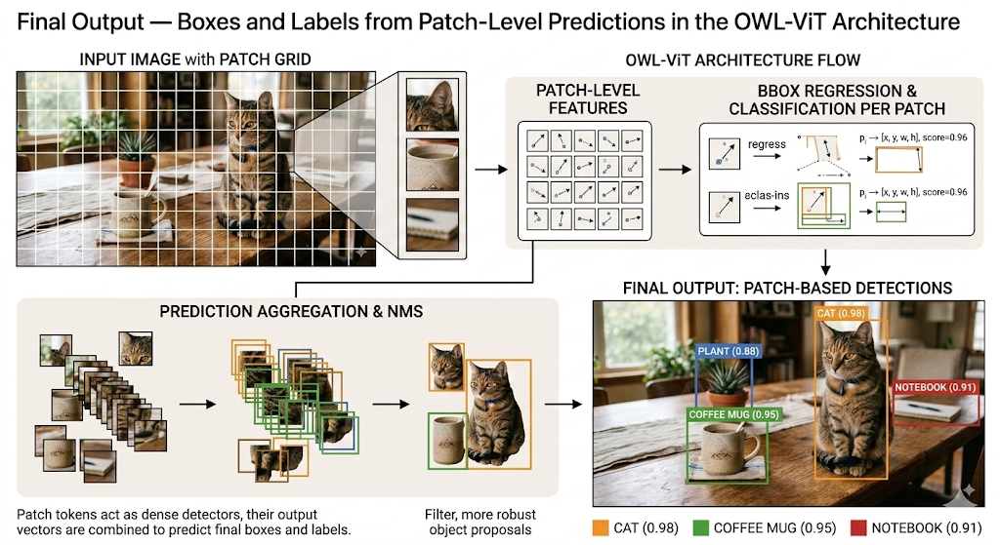 Final Output — Boxes and Labels from Patch-Level Predictions in the OWL-ViT Architecture
INPUT IMAGE with PATCH GRID
OWL-ViT ARCHITECTURE FLOW
PATCH-LEVEL
FEATURES
BBOX REGRESSION &
CLASSIFICATION PER PATCH
regress
pᵢ → [x, y, w, h], score=0.96
eclas-ins
pᵢ → [x, y, w, h], score=0.96
PREDICTION AGGREGATION & NMS
Patch tokens act as dense detectors, their output
vectors are combined to predict final boxes and labels.
Filter, more robust
object proposals
FINAL OUTPUT: PATCH-BASED DETECTIONS
CAT (0.98)
PLANT (0.88)
NOTEBOOK (0.91)
COFFEE MUG (0.95)
CAT (0.98)
COFFEE MUG (0.95)
NOTEBOOK (0.91)